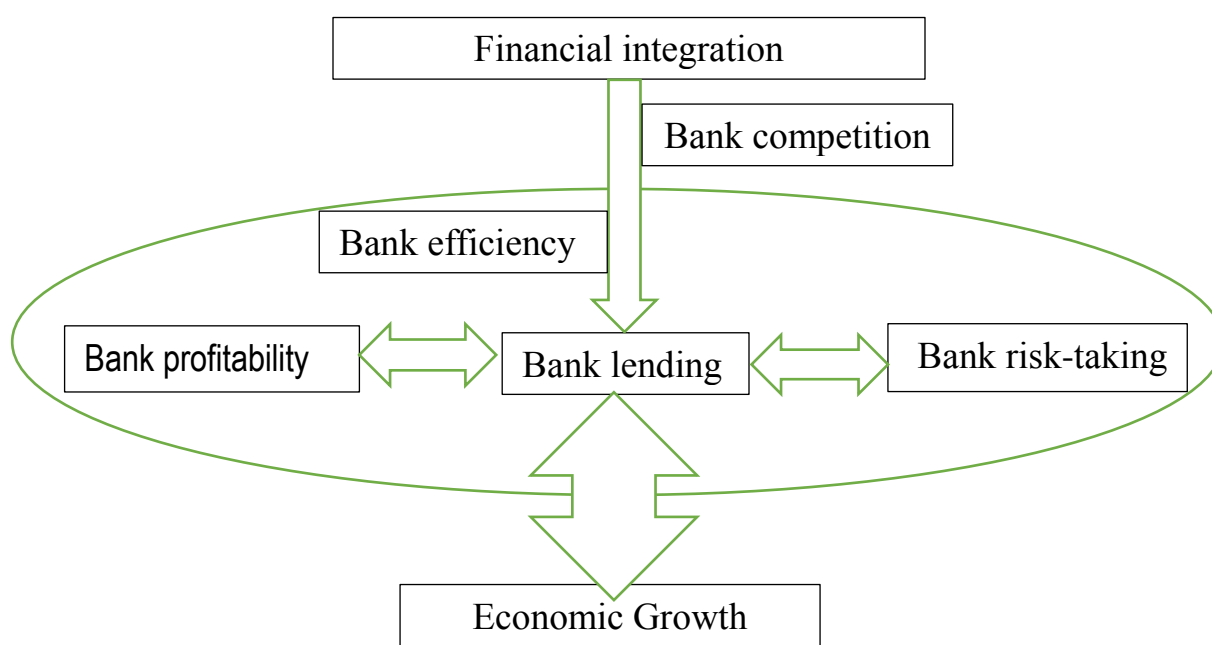 Financial integration
Bank competition
Bank efficiency
Bank profitability
Bank lending
Bank risk-taking
Economic Growth